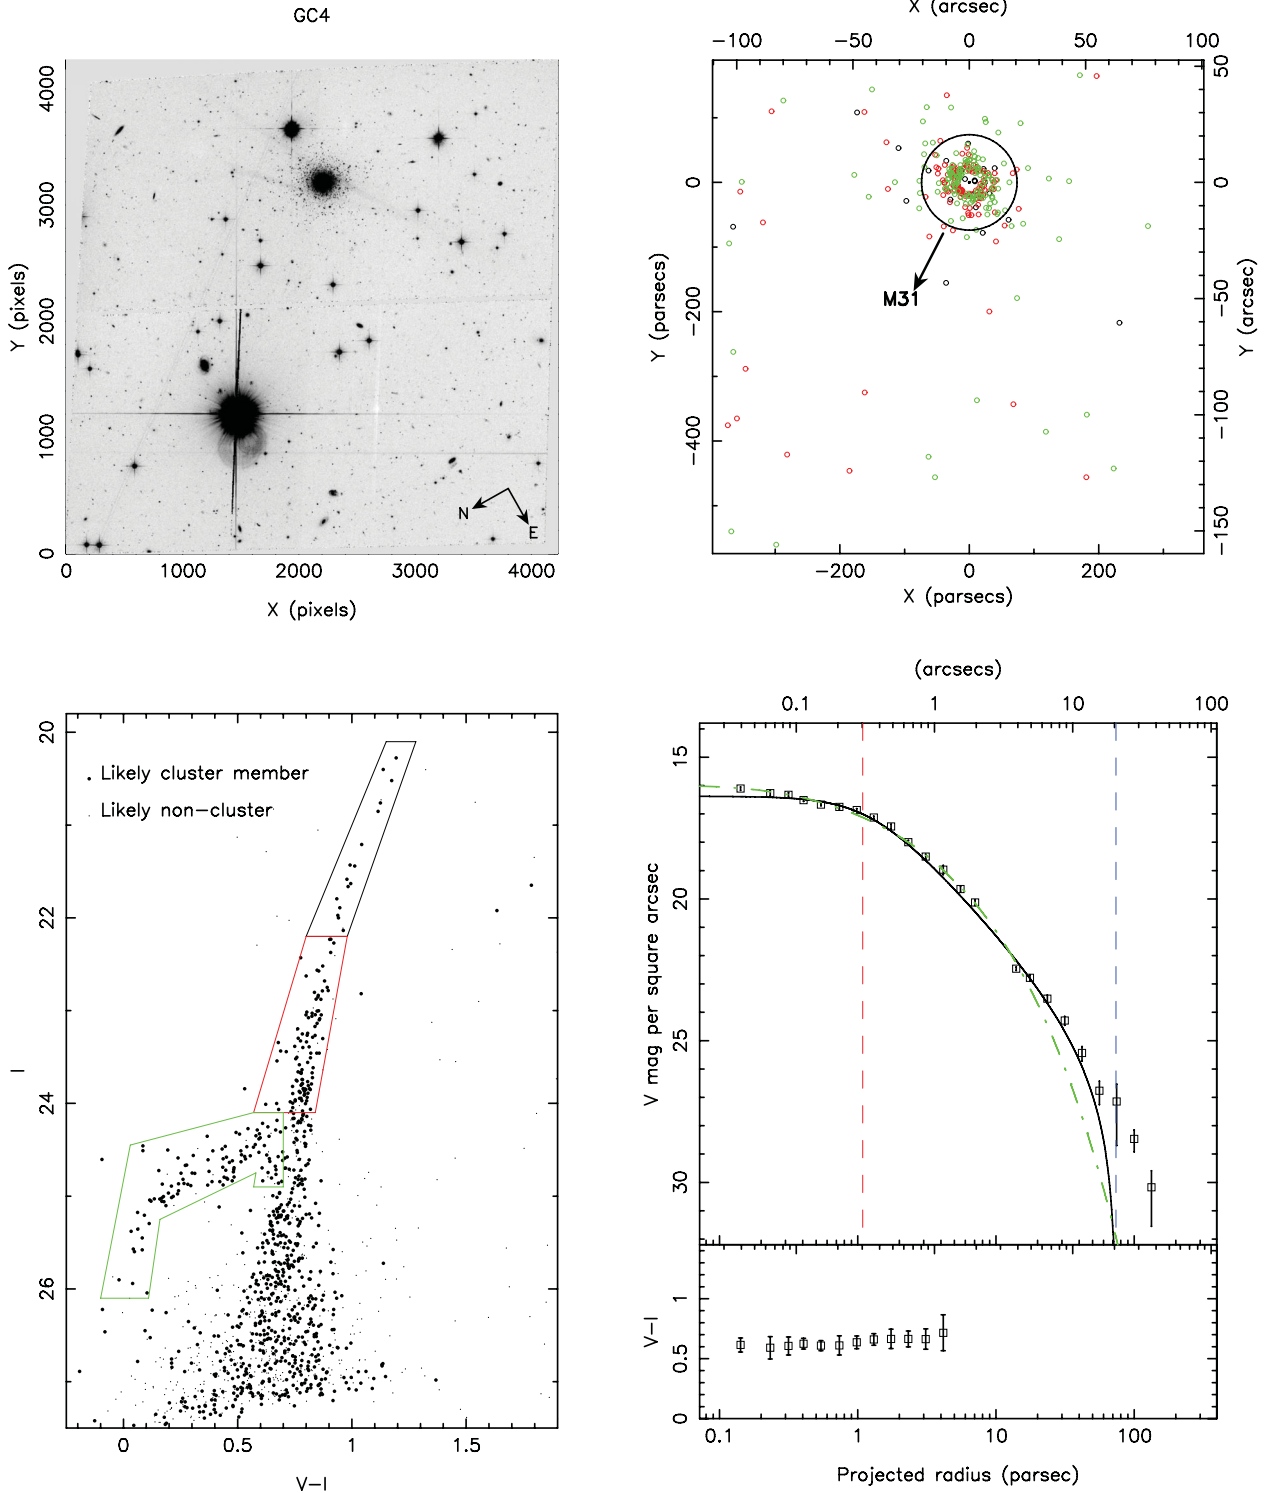 GC4
4000
3000
2000
1000
0
Y (pixels)
N
E
0 1000 2000 3000 4000
X (pixels)
X (arcsec)
−100 −50 0 50 100
0
−200
−400
Y (parsecs)
M31
50
0
−50
−100
−150
Y (arcsec)
−200 0 200
X (parsecs)
20
22
24
26
I
Likely cluster member
Likely non−cluster
0 0.5 1 1.5
V−I
(arcsecs)
0.1 1 10 100
15
20
25
30
V mag per square arcsec
1
0.5
0
V−I
0.1 1 10 100
Projected radius (parsec)